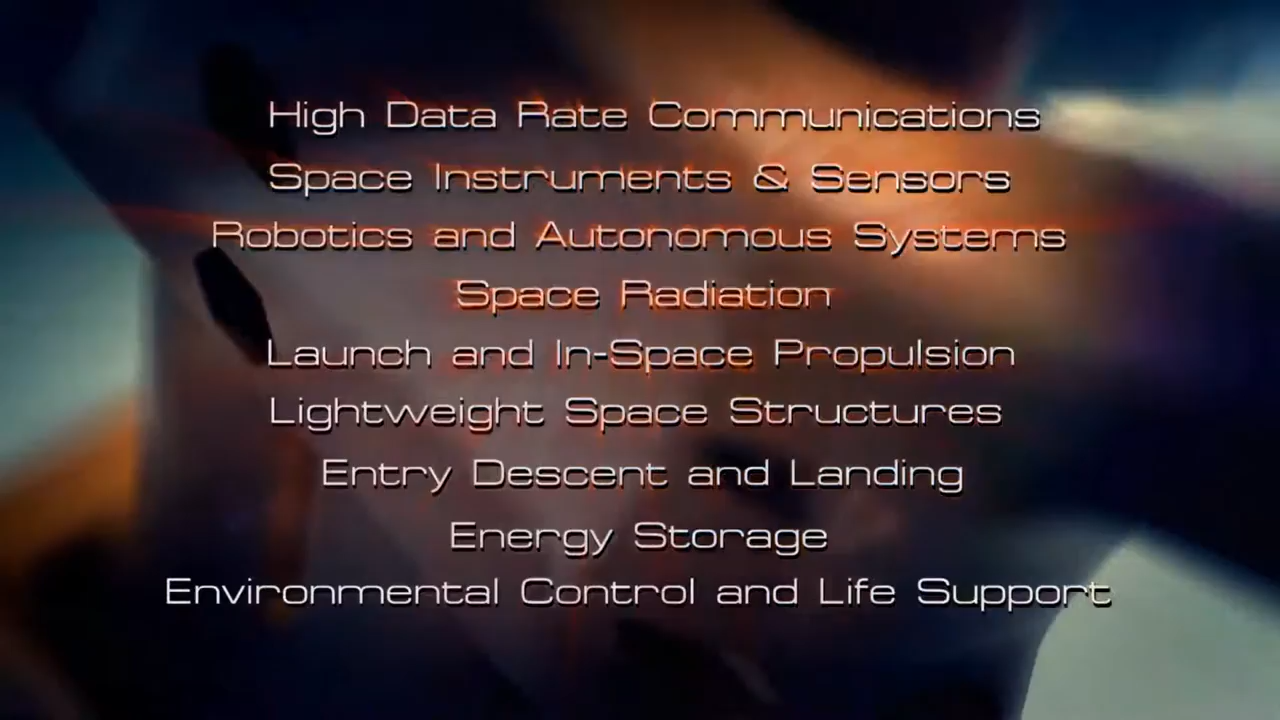 High Data Rate Communications
Space Instruments & Sensors
Robotics and Autonomous Systems
Space Radiation
Launch and In-Space Propulsion
Lightweight Space Structures
Entry Descent and Landing
Energy Storage
Environmental Control and Life Support